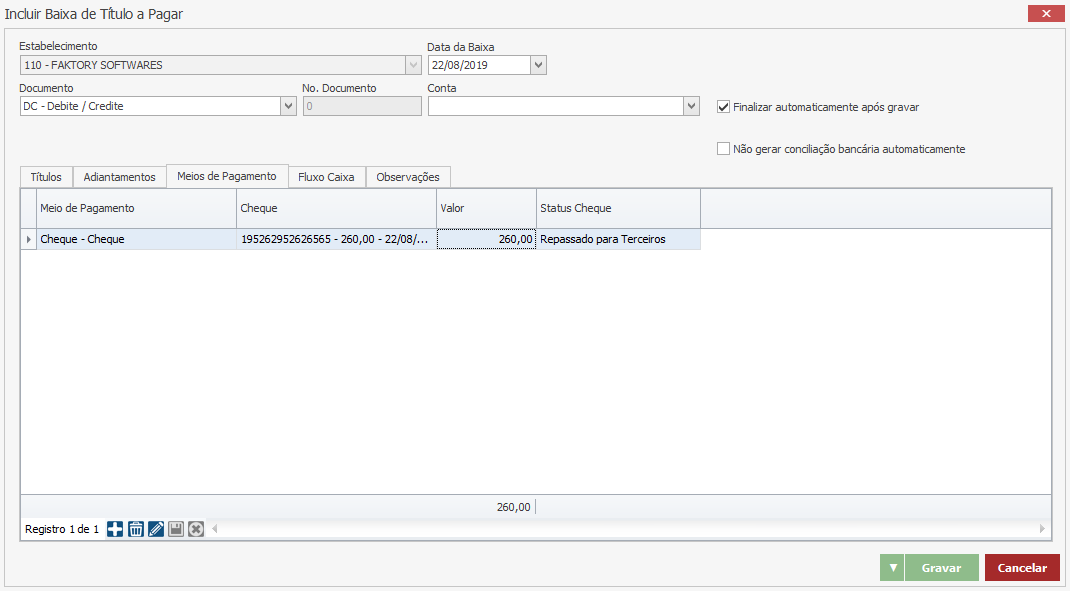 Incluir Baixa de Título a Pagar
Estabelecimento
Data da Baixa
110 - FAKTORY SOFTWARES
22/08/2019
Documento
No. Documento
Conta
DC - Debite / Credite
0
Finalizar automaticamente após gravar
Não gerar conciliação bancária automaticamente
Títulos
Adiantamentos
Meios de Pagamento
Fluxo Caixa
Observações
Meio de Pagamento
Cheque
Valor
Status Cheque
Cheque - Cheque
195262952626565 - 260,00 - 22/08/...
260,00
Repassado para Terceiros
260,00
Registro 1 de 1
Gravar
Cancelar